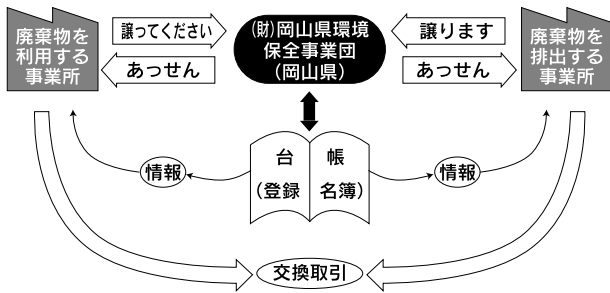 廃棄物を
利用する
事業所
譲ってください
あっせん
(財)岡山県環境
保全事業団
(岡山県)
譲ります
あっせん
廃棄物を
排出する
事業所
台 帳
(登録 名簿)
情報
情報
交換取引